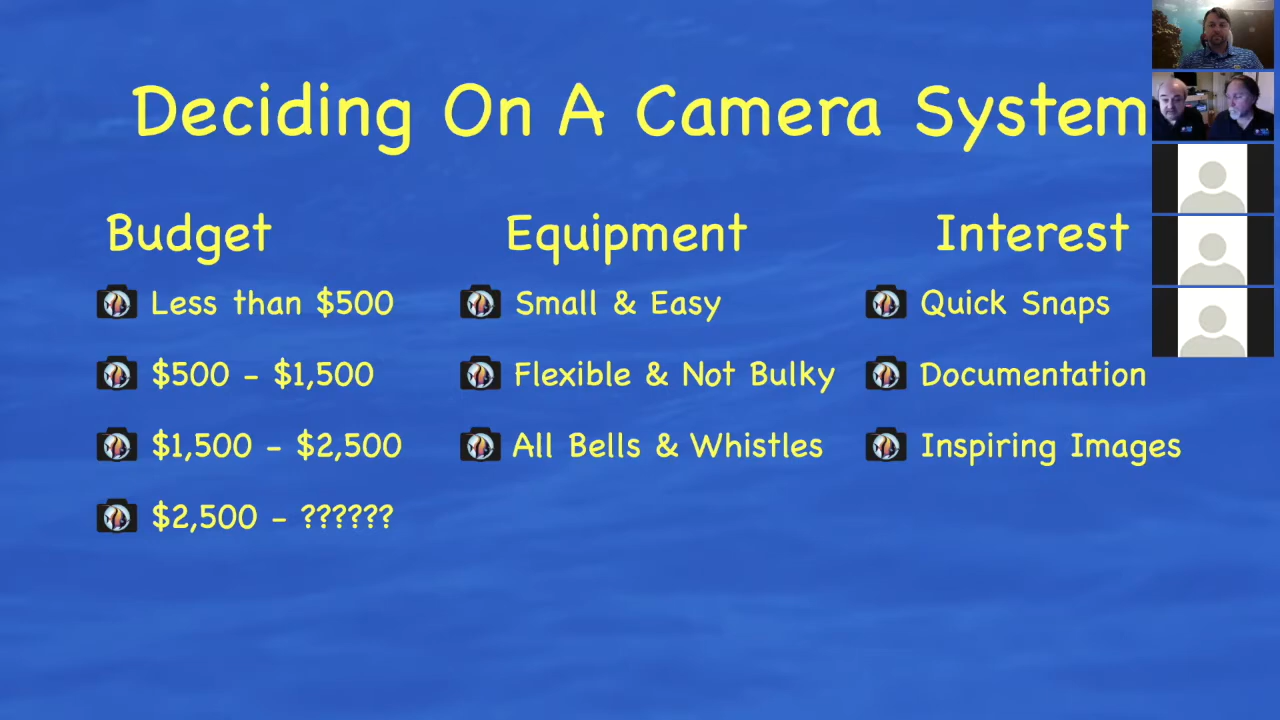 Deciding On A Camera System
Budget
Less than $500
$500 – $1,500
$1,500 – $2,500
$2,500 – ??????
Equipment
Small & Easy
Flexible & Not Bulky
All Bells & Whistles
Interest
Quick Snaps
Documentation
Inspiring Images